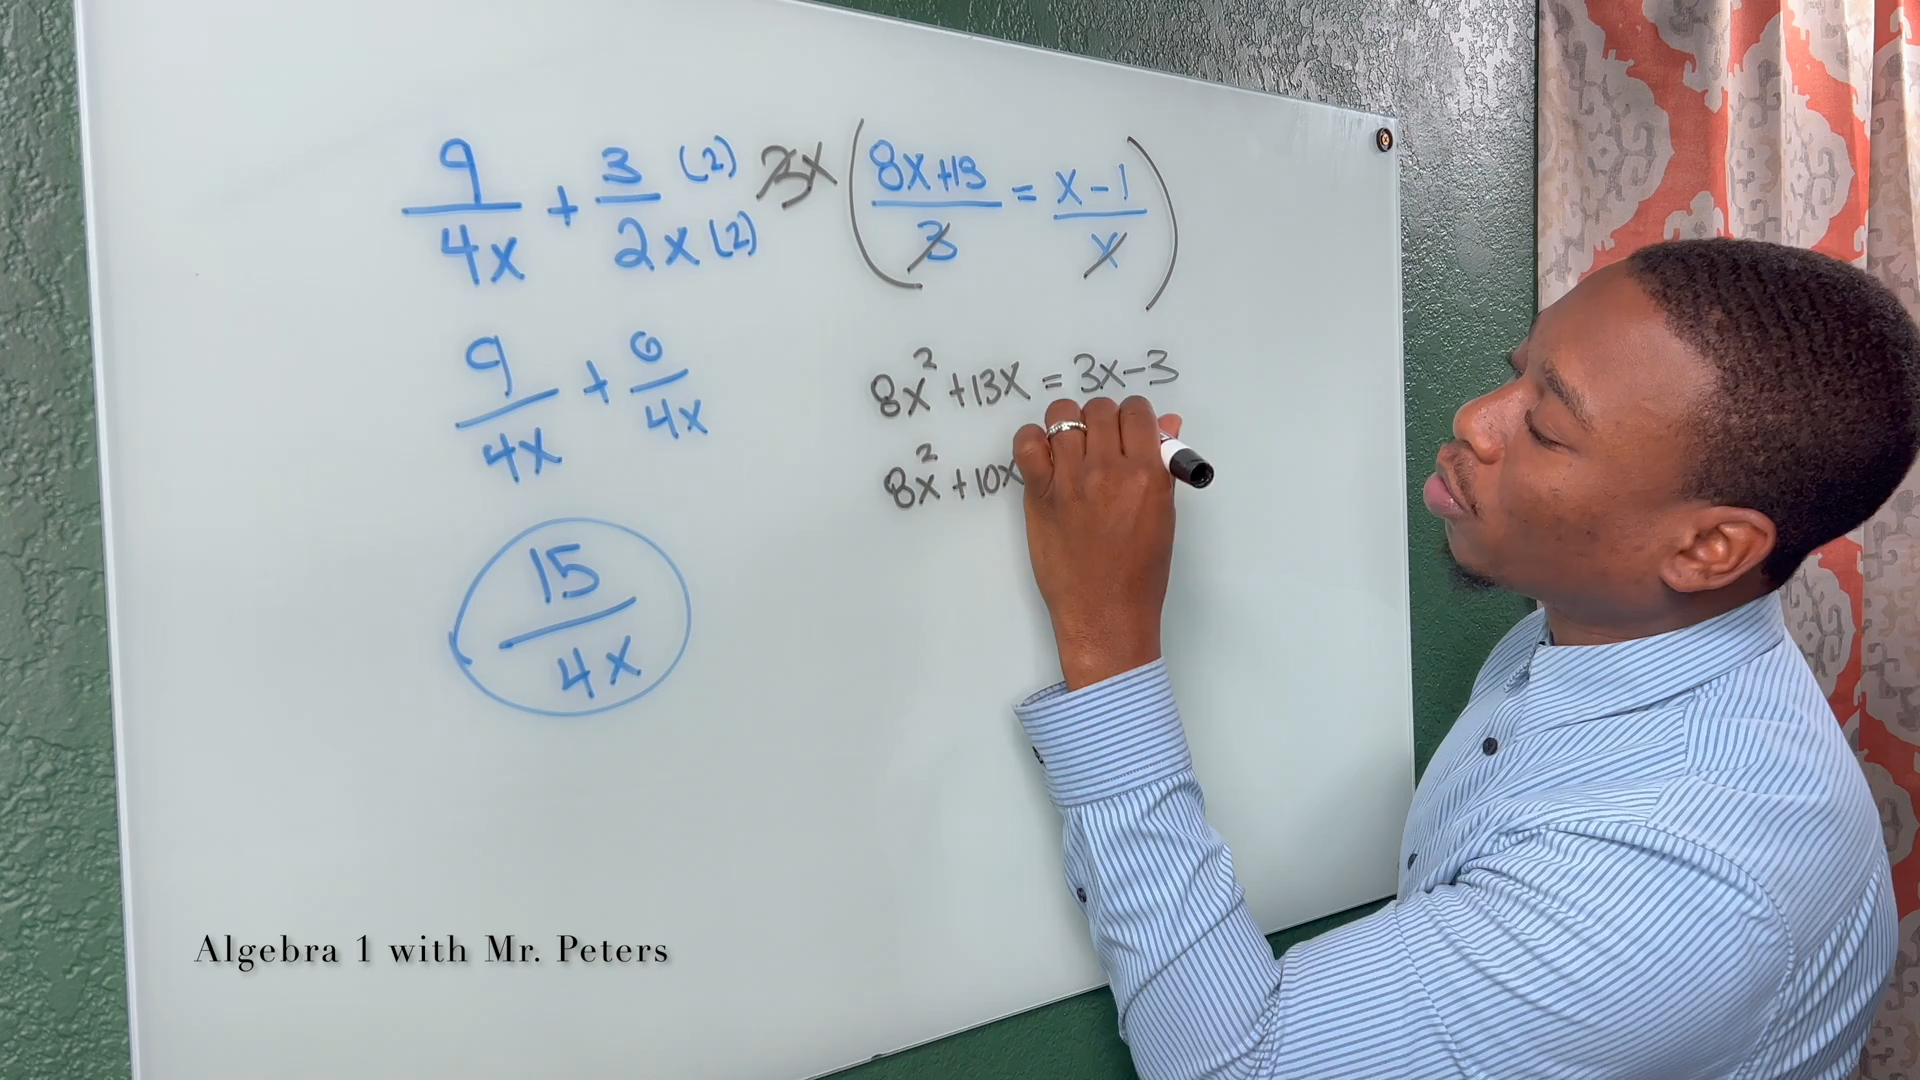 9/4x + 3(2)/2x(2)
9/4x + 6/4x
15/4x
3x((8x+13)/3 = (x-1)/x)
8x² + 13x = 3x - 3
8x² + 10x
Algebra 1 with Mr. Peters